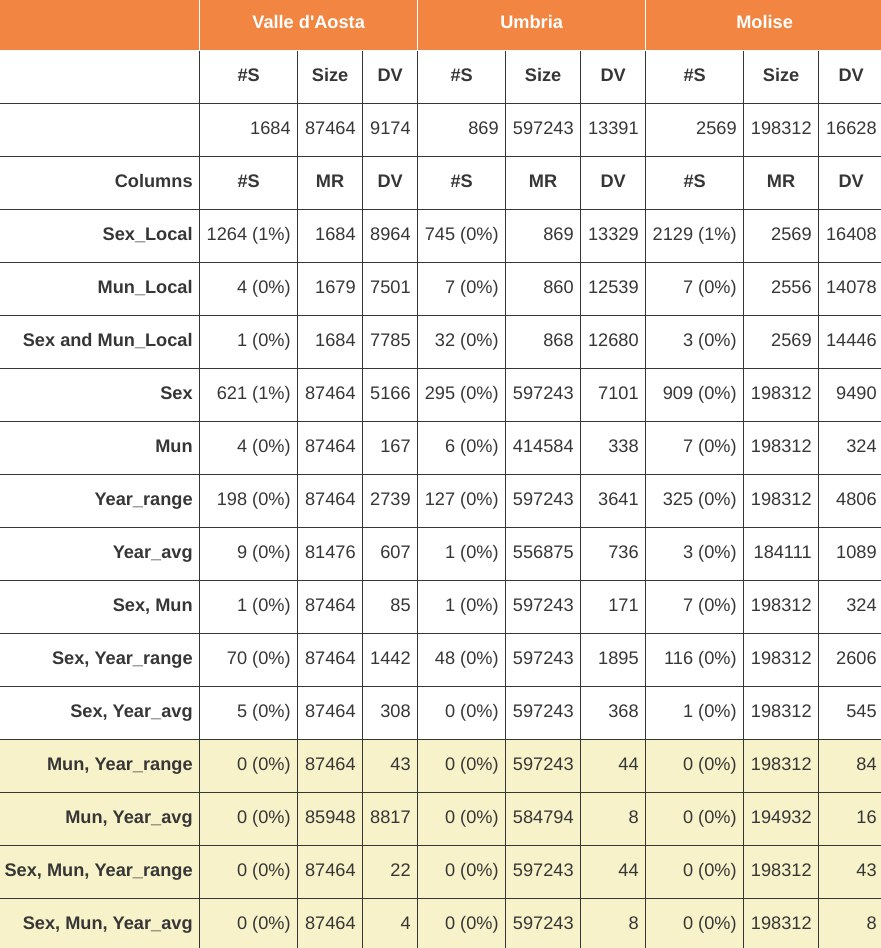 Valle d'Aosta Umbria Molise
#S Size DV #S Size DV #S Size DV
1684 87464 9174 869 597243 13391 2569 198312 16628
Columns #S MR DV #S MR DV #S MR DV
Sex_Local 1264 (1%) 1684 8964 745 (0%) 869 13329 2129 (1%) 2569 16408
Mun_Local 4 (0%) 1679 7501 7 (0%) 860 12539 7 (0%) 2556 14078
Sex and Mun_Local 1 (0%) 1684 7785 32 (0%) 868 12680 3 (0%) 2569 14446
Sex 621 (1%) 87464 5166 295 (0%) 597243 7101 909 (0%) 198312 9490
Mun 4 (0%) 87464 167 6 (0%) 414584 338 7 (0%) 198312 324
Year_range 198 (0%) 87464 2739 127 (0%) 597243 3641 325 (0%) 198312 4806
Year_avg 9 (0%) 81476 607 1 (0%) 556875 736 3 (0%) 184111 1089
Sex, Mun 1 (0%) 87464 85 1 (0%) 597243 171 7 (0%) 198312 324
Sex, Year_range 70 (0%) 87464 1442 48 (0%) 597243 1895 116 (0%) 198312 2606
Sex, Year_avg 5 (0%) 87464 308 0 (0%) 597243 368 1 (0%) 198312 545
Mun, Year_range 0 (0%) 87464 43 0 (0%) 597243 44 0 (0%) 198312 84
Mun, Year_avg 0 (0%) 85948 8817 0 (0%) 584794 8 0 (0%) 194932 16
Sex, Mun, Year_range 0 (0%) 87464 22 0 (0%) 597243 44 0 (0%) 198312 43
Sex, Mun, Year_avg 0 (0%) 87464 4 0 (0%) 597243 8 0 (0%) 198312 8